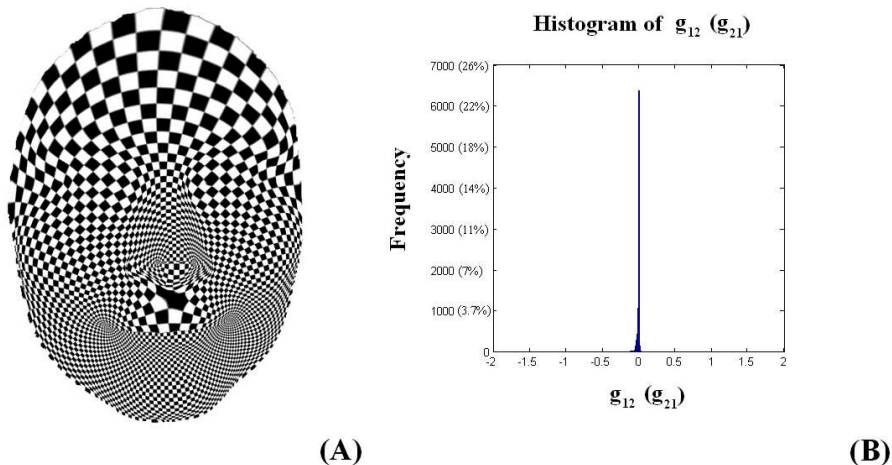 Histogram of g12 (g21)
7000 (26%)
6000 (22%)
5000 (18%)
4000 (14%)
3000 (11%)
2000 (7%)
1000 (3.7%)
0
Frequency
-2 -1.5 -1 -0.5 0 0.5 1 1.5 2
g12 (g21)
(A) (B)